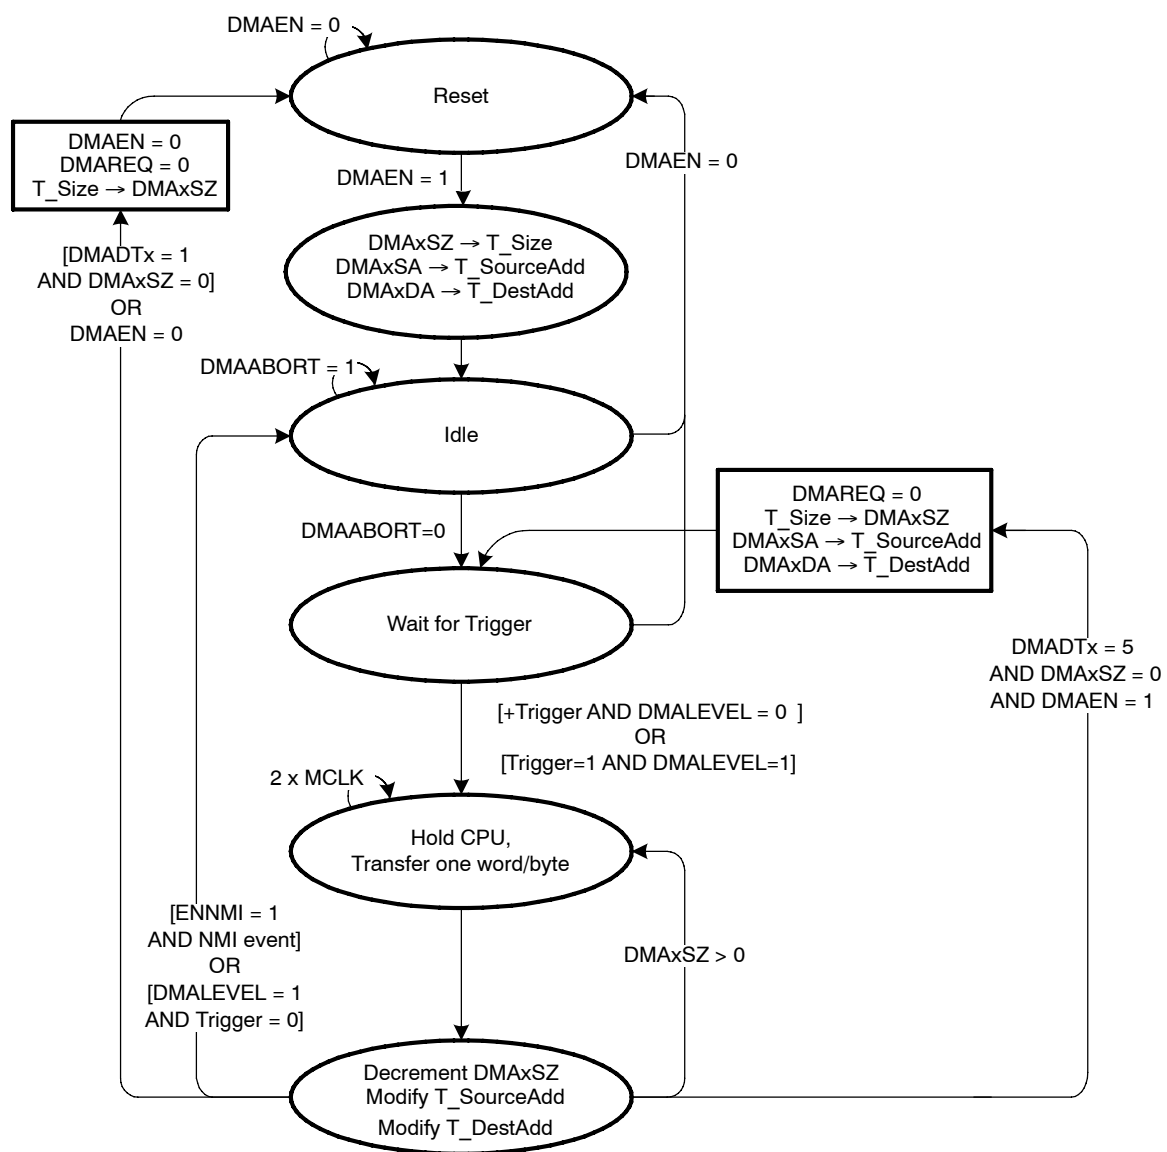 DMAEN = 0
Reset
DMAEN = 0
DMAREQ = 0
T_Size → DMAxSZ
DMAEN = 0
DMAEN = 1
DMAxSZ → T_Size
DMAxSA → T_SourceAdd
DMAxDA → T_DestAdd
[DMADTx = 1
AND DMAxSZ = 0]
OR
DMAEN = 0
DMAABORT = 1
Idle
DMAABORT=0
DMAREQ = 0
T_Size → DMAxSZ
DMAxSA → T_SourceAdd
DMAxDA → T_DestAdd
Wait for Trigger
DMADTx = 5
AND DMAxSZ = 0
AND DMAEN = 1
[+Trigger AND DMALEVEL = 0 ]
OR
[Trigger=1 AND DMALEVEL=1]
2 x MCLK
Hold CPU,
Transfer one word/byte
[ENNMI = 1
AND NMI event]
OR
[DMALEVEL = 1
AND Trigger = 0]
DMAxSZ > 0
Decrement DMAxSZ
Modify T_SourceAdd
Modify T_DestAdd